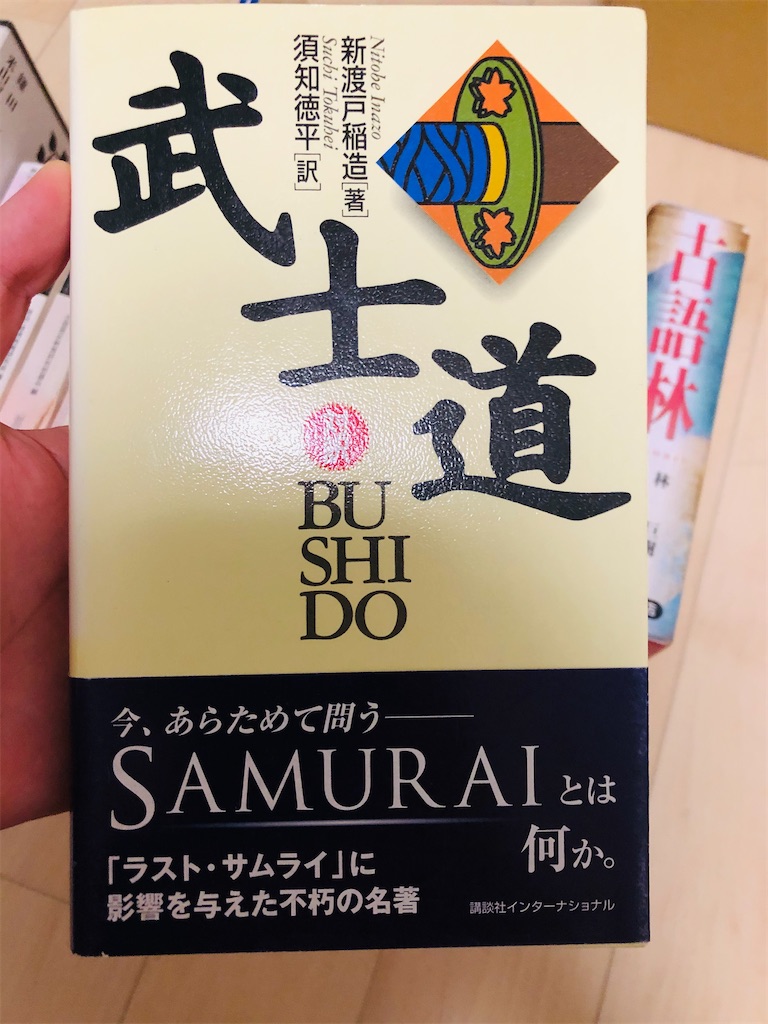 新渡戸稲造[著]
Nitobe Inazo
須知徳平[訳]
Suchi Tokuhei
武士道
BU
SHI
DO
今、あらためて問う――
SAMURAIとは
何か。
「ラスト・サムライ」に
影響を与えた不朽の名著
講談社インターナショナル
古語林
林